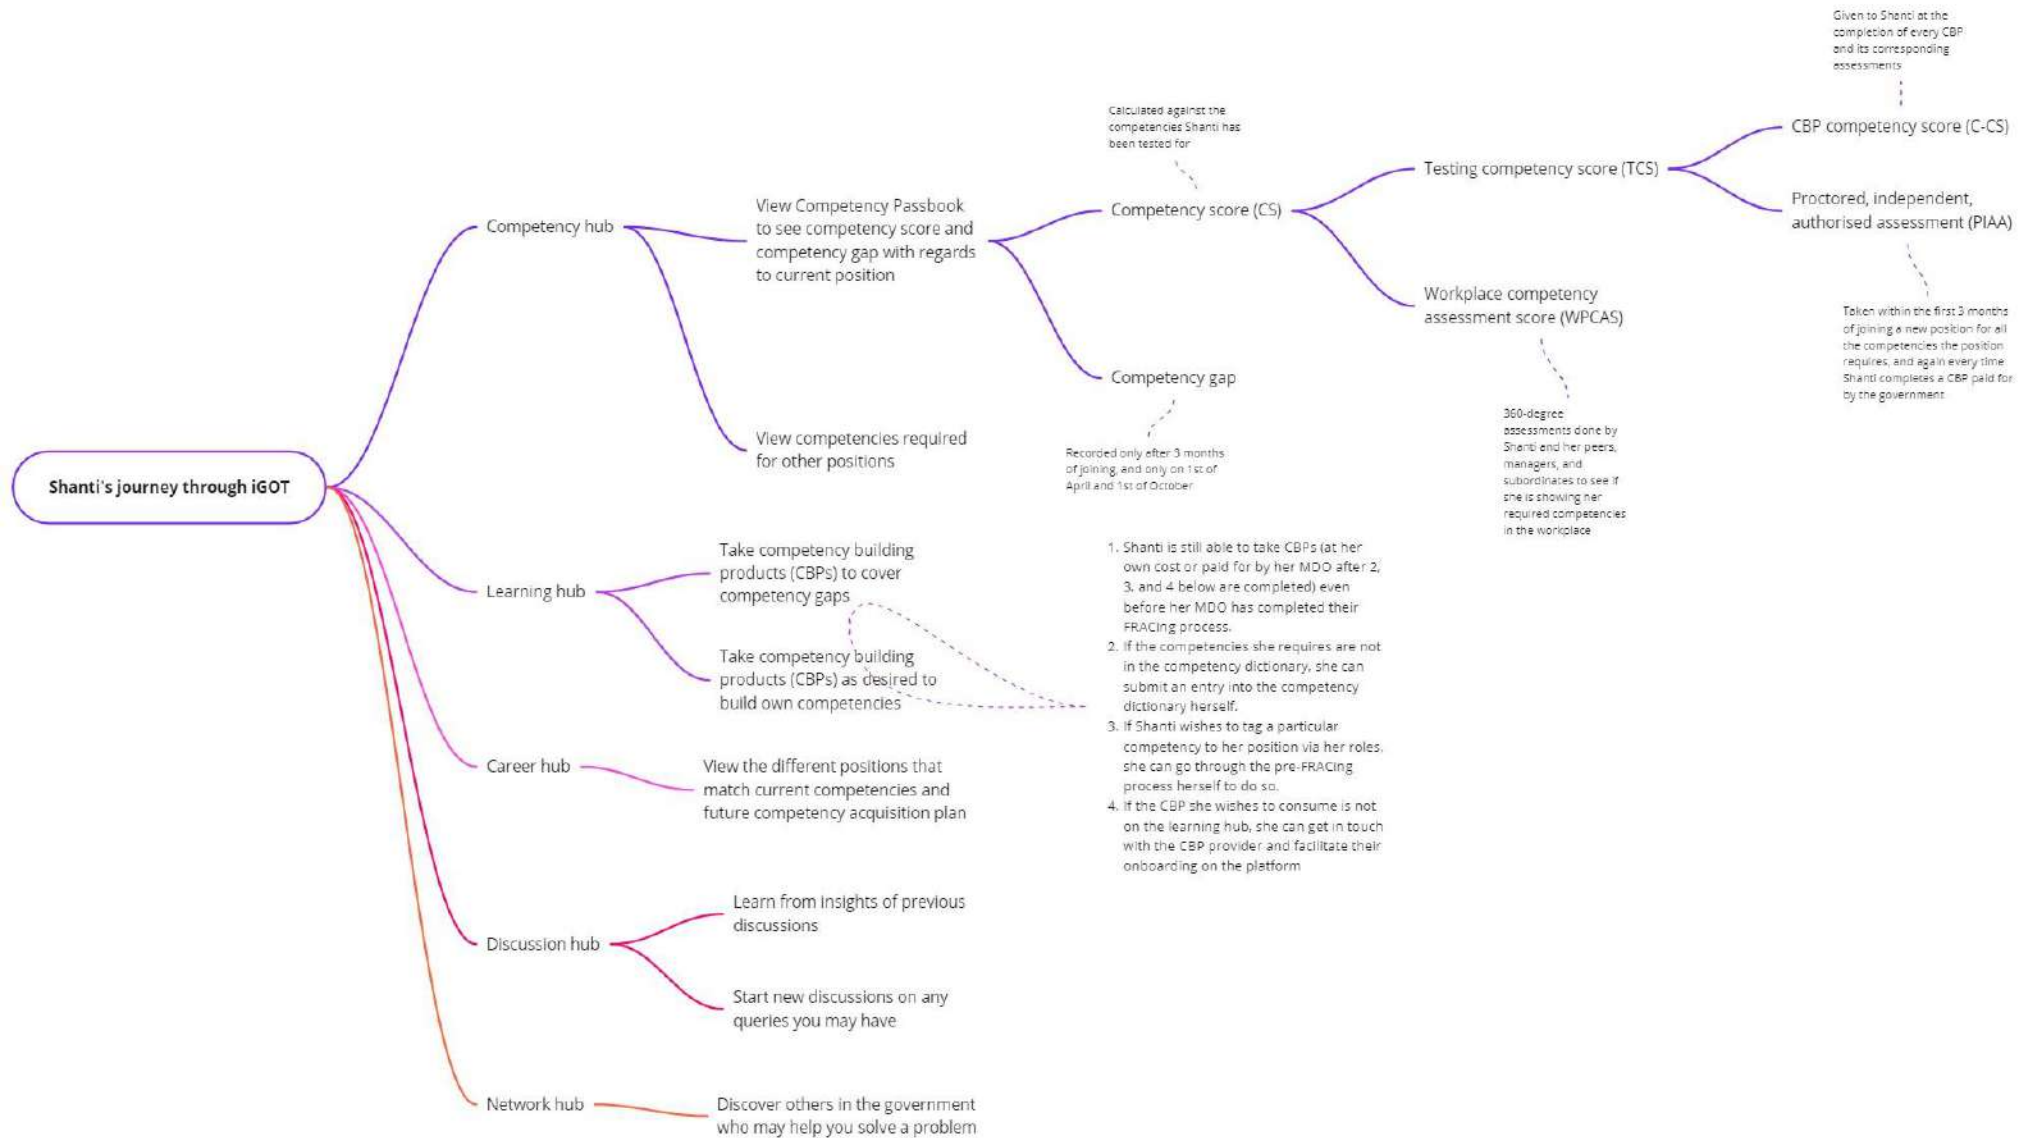 Shanti's journey through iGOT
Competency hub
View Competency Passbook
to see competency score and
competency gap with regards
to current position
Calculated against the
competencies Shanti has
been tested for
Competency score (CS)
Testing competency score (TCS)
Given to Shanti at the
completion of every CBP
and its corresponding
assessments
CBP competency score (C-CS)
Proctored, independent,
authorised assessment (PIAA)
Taken within the first 3 months
of joining a new position for all
the competencies the position
requires, and again every time
Shanti completes a CBP paid for
by the government
Workplace competency
assessment score (WPCAS)
360-degree
assessments done by
Shanti and her peers,
managers, and
subordinates to see if
she is showing her
required competencies
in the workplace
Competency gap
Recorded only after 3 months
of joining, and only on 1st of
April and 1st of October
View competencies required
for other positions
Learning hub
Take competency building
products (CBPs) to cover
competency gaps
Take competency building
products (CBPs) as desired to
build own competencies
1. Shanti is still able to take CBPs (at her
own cost or paid for by her MDO after 2,
3, and 4 below are completed) even
before her MDO has completed their
FRACing process.
2. If the competencies she requires are not
in the competency dictionary, she can
submit an entry into the competency
dictionary herself.
3. If Shanti wishes to tag a particular
competency to her position via her roles,
she can go through the pre-FRACing
process herself to do so.
4. If the CBP she wishes to consume is not
on the learning hub, she can get in touch
with the CBP provider and facilitate their
onboarding on the platform
Career hub
View the different positions that
match current competencies and
future competency acquisition plan
Discussion hub
Learn from insights of previous
discussions
Start new discussions on any
queries you may have
Network hub
Discover others in the government
who may help you solve a problem